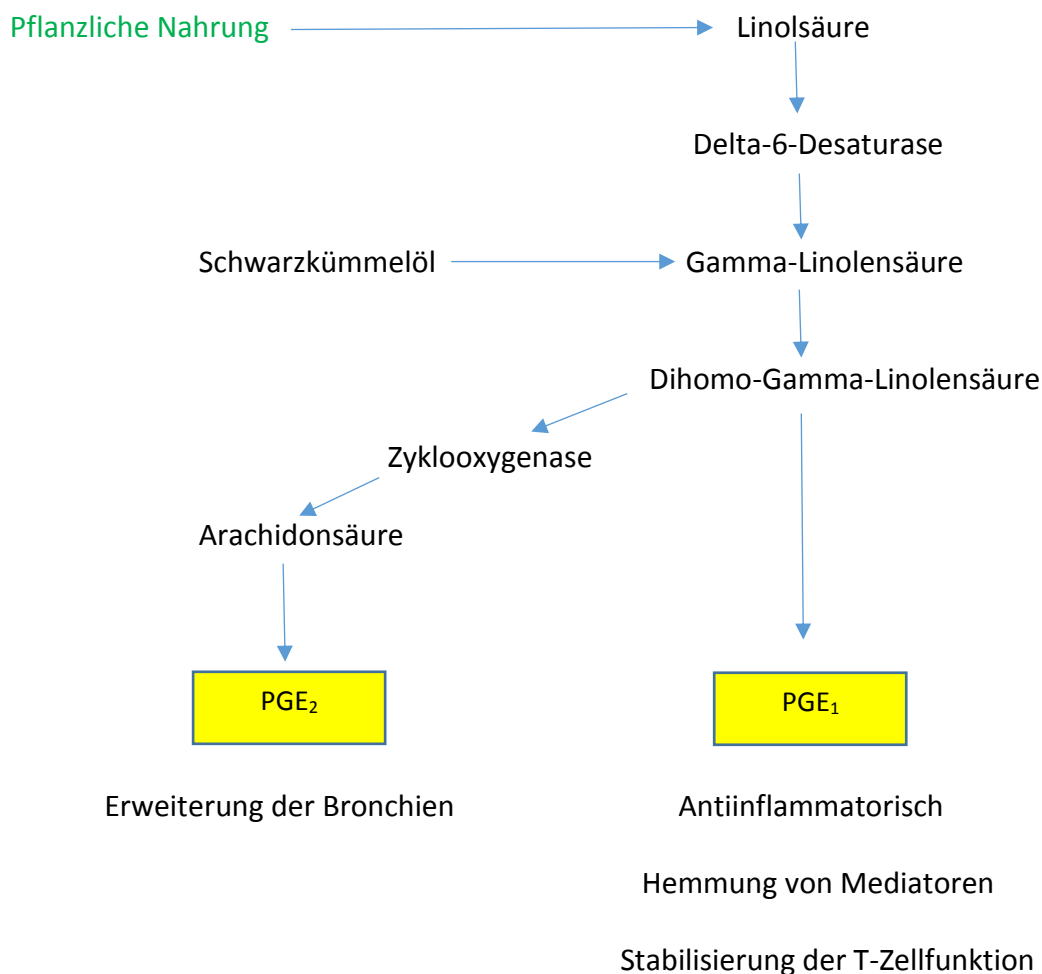 Pflanzliche Nahrung
Linolsäure
Delta-6-Desaturase
Schwarzkümmelöl
Gamma-Linolensäure
Dihomo-Gamma-Linolensäure
Zyklooxygenase
Arachidonsäure
PGE₂
PGE₁
Erweiterung der Bronchien
Antiinflammatorisch
Hemmung von Mediatoren
Stabilisierung der T-Zellfunktion